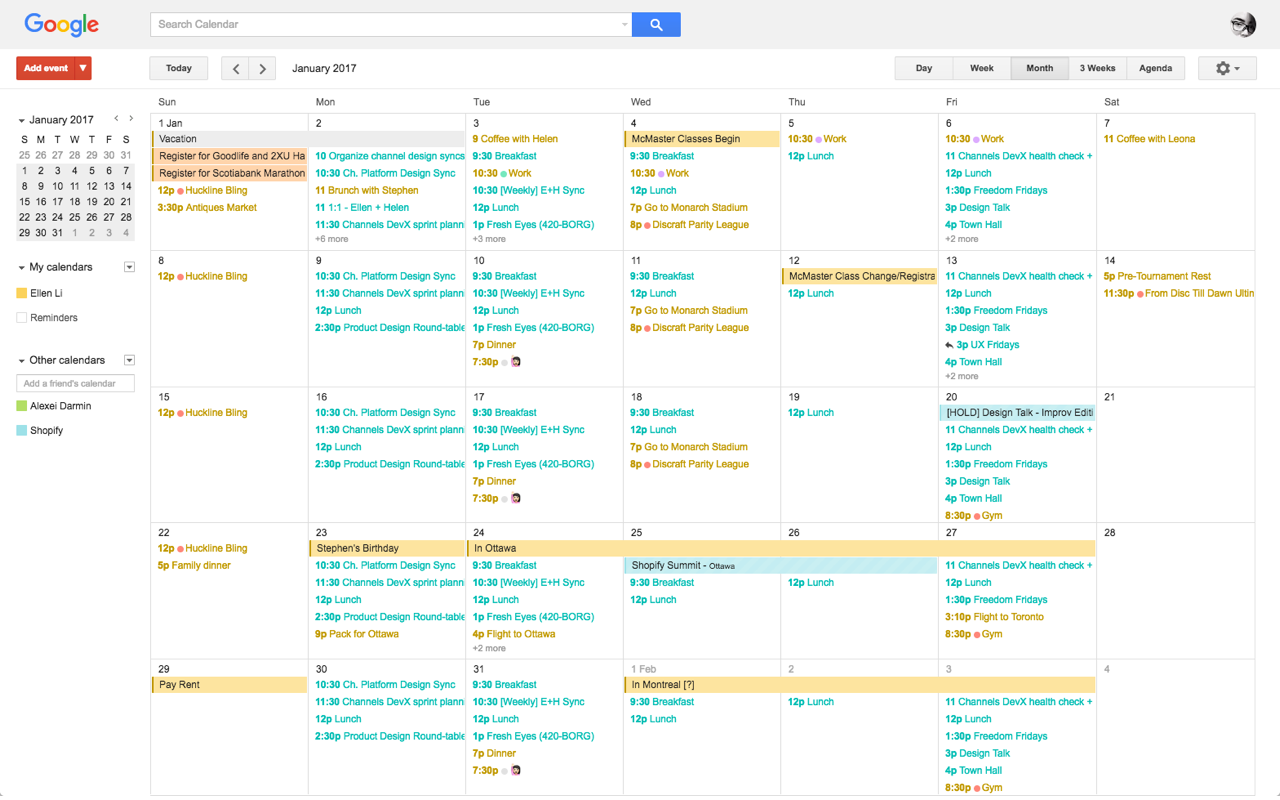 Google
Search Calendar
Add event
Today
January 2017
Day
Week
Month
3 Weeks
Agenda
January 2017
S M T W T F S
25 26 27 28 29 30 31
1 2 3 4 5 6 7
8 9 10 11 12 13 14
15 16 17 18 19 20 21
22 23 24 25 26 27 28
29 30 31 1 2 3 4
My calendars
Ellen Li
Reminders
Other calendars
Add a friend's calendar
Alexei Darmin
Shopify
Sun
Mon
Tue
Wed
Thu
Fri
Sat
1 Jan
Vacation
Register for Goodlife and 2XU Ha
Register for Scotiabank Marathon
12p Huckline Bling
3:30p Antiques Market
2
10 Organize channel design syncs
10:30 Ch. Platform Design Sync
11 Brunch with Stephen
11 1:1 - Ellen + Helen
11:30 Channels DevX sprint plann
+6 more
3
9 Coffee with Helen
9:30 Breakfast
10:30 Work
10:30 [Weekly] E+H Sync
12p Lunch
1p Fresh Eyes (420-BORG)
+3 more
4
McMaster Classes Begin
9:30 Breakfast
10:30 Work
12p Lunch
7p Go to Monarch Stadium
8p Discraft Parity League
5
10:30 Work
12p Lunch
6
10:30 Work
11 Channels DevX health check +
12p Lunch
1:30p Freedom Fridays
3p Design Talk
4p Town Hall
+2 more
7
11 Coffee with Leona
8
12p Huckline Bling
9
10:30 Ch. Platform Design Sync
11:30 Channels DevX sprint plann
12p Lunch
2:30p Product Design Round-table
10
9:30 Breakfast
10:30 [Weekly] E+H Sync
12p Lunch
1p Fresh Eyes (420-BORG)
7p Dinner
7:30p
11
9:30 Breakfast
12p Lunch
7p Go to Monarch Stadium
8p Discraft Parity League
12
McMaster Class Change/Registra
12p Lunch
13
11 Channels DevX health check +
12p Lunch
1:30p Freedom Fridays
3p Design Talk
3p UX Fridays
4p Town Hall
+2 more
14
5p Pre-Tournament Rest
11:30p From Disc Till Dawn Ultin
15
12p Huckline Bling
16
10:30 Ch. Platform Design Sync
11:30 Channels DevX sprint plann
12p Lunch
2:30p Product Design Round-table
17
9:30 Breakfast
10:30 [Weekly] E+H Sync
12p Lunch
1p Fresh Eyes (420-BORG)
7p Dinner
7:30p
18
9:30 Breakfast
12p Lunch
7p Go to Monarch Stadium
8p Discraft Parity League
19
12p Lunch
20
[HOLD] Design Talk - Improv Editi
11 Channels DevX health check +
12p Lunch
1:30p Freedom Fridays
3p Design Talk
4p Town Hall
8:30p Gym
21
22
12p Huckline Bling
5p Family dinner
23
Stephen's Birthday
10:30 Ch. Platform Design Sync
11:30 Channels DevX sprint plann
12p Lunch
2:30p Product Design Round-table
9p Pack for Ottawa
24
In Ottawa
9:30 Breakfast
10:30 [Weekly] E+H Sync
12p Lunch
1p Fresh Eyes (420-BORG)
4p Flight to Ottawa
+2 more
25
Shopify Summit - Ottawa
9:30 Breakfast
12p Lunch
26
12p Lunch
27
11 Channels DevX health check +
12p Lunch
1:30p Freedom Fridays
3:10p Flight to Toronto
8:30p Gym
28
29
Pay Rent
30
10:30 Ch. Platform Design Sync
11:30 Channels DevX sprint plann
12p Lunch
2:30p Product Design Round-table
31
9:30 Breakfast
10:30 [Weekly] E+H Sync
12p Lunch
1p Fresh Eyes (420-BORG)
7p Dinner
7:30p
1 Feb
In Montreal [?]
9:30 Breakfast
12p Lunch
2
12p Lunch
3
11 Channels DevX health check +
12p Lunch
1:30p Freedom Fridays
3p Design Talk
4p Town Hall
8:30p Gym
4